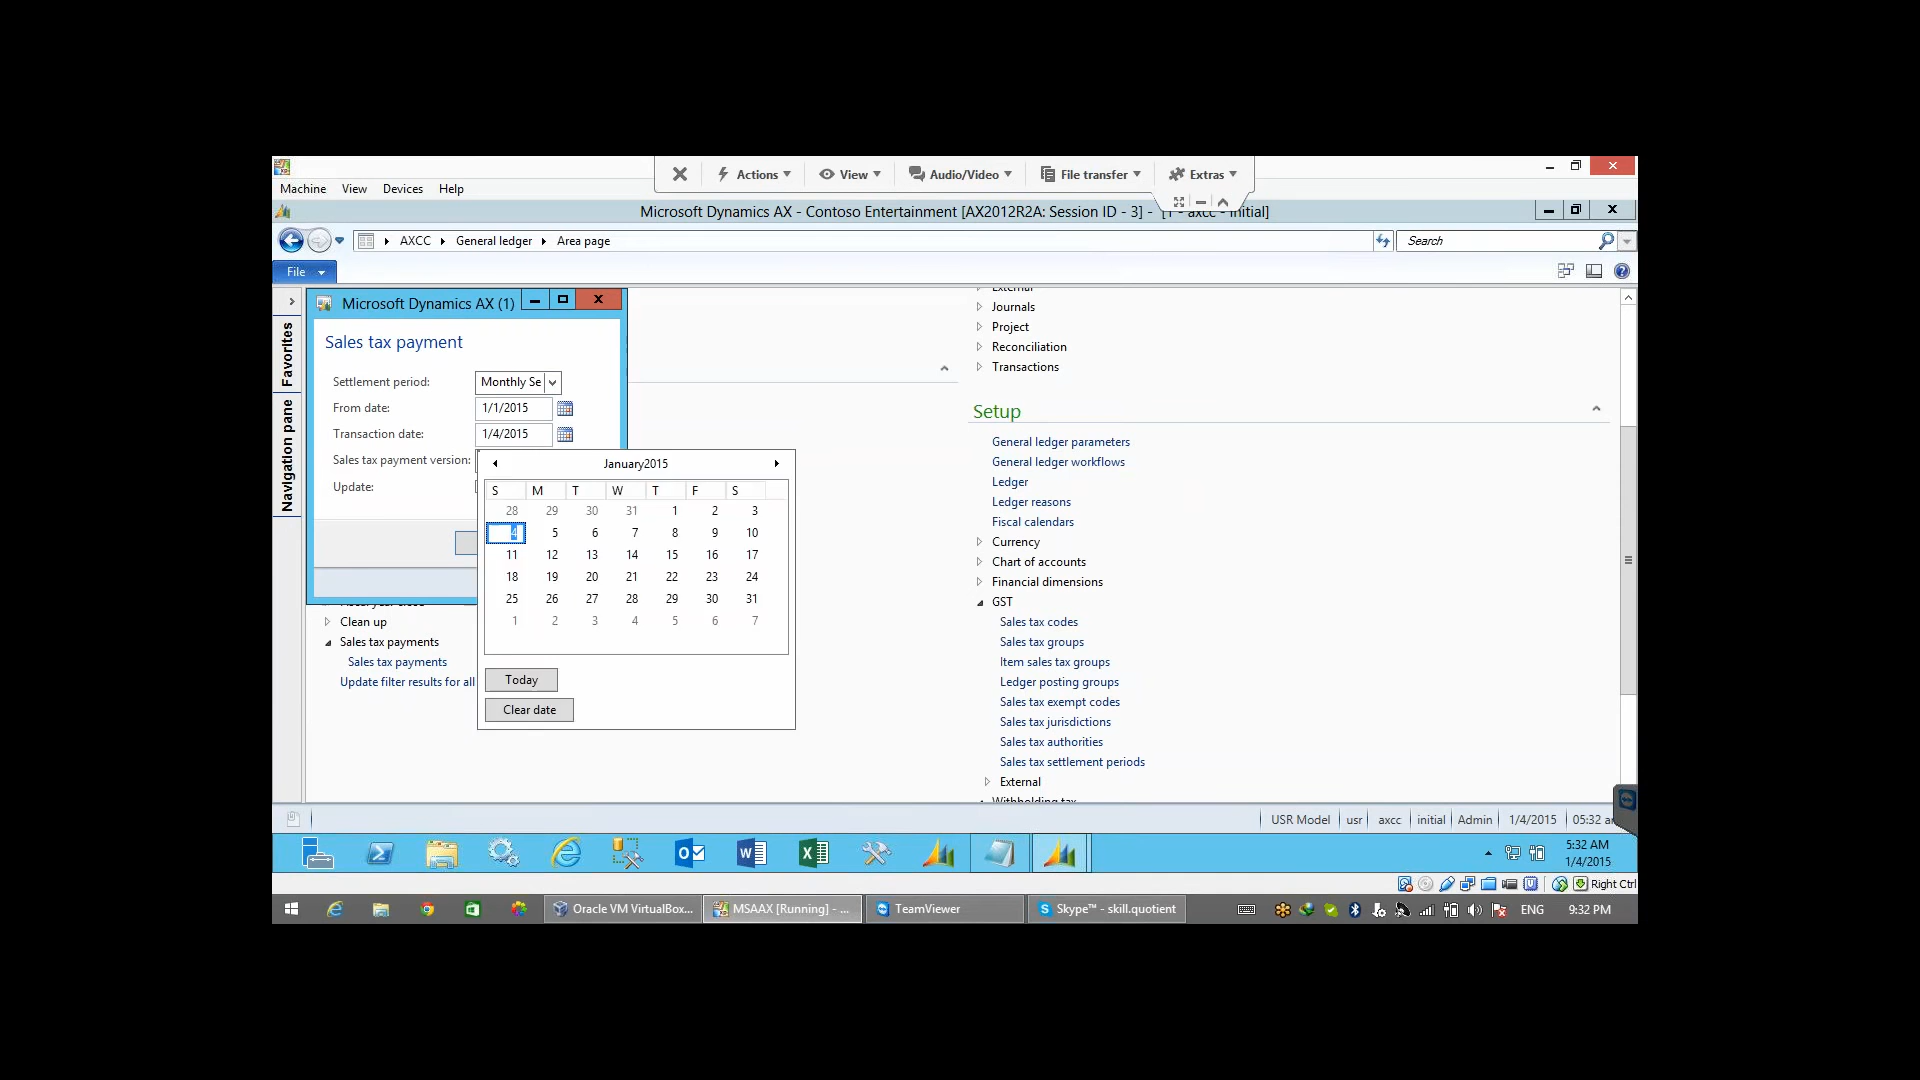 Actions
View
Audio/Video
File transfer
Extras
Machine View Devices Help
Microsoft Dynamics AX - Contoso Entertainment [AX2012R2A: Session ID - 3] - [1 - axcc - initial]
AXCC General ledger Area page
Search
File
Favorites
Navigation pane
Microsoft Dynamics AX (1)
Sales tax payment
Settlement period: Monthly Se
From date: 1/1/2015
Transaction date: 1/4/2015
Sales tax payment version:
Update:
January2015
S M T W T F S
28 29 30 31 1 2 3
4 5 6 7 8 9 10
11 12 13 14 15 16 17
18 19 20 21 22 23 24
25 26 27 28 29 30 31
1 2 3 4 5 6 7
Today
Clear date
Clean up
Sales tax payments
Sales tax payments
Update filter results for all
External
Journals
Project
Reconciliation
Transactions
Setup
General ledger parameters
General ledger workflows
Ledger
Ledger reasons
Fiscal calendars
Currency
Chart of accounts
Financial dimensions
GST
Sales tax codes
Sales tax groups
Item sales tax groups
Ledger posting groups
Sales tax exempt codes
Sales tax jurisdictions
Sales tax authorities
Sales tax settlement periods
External
Withholding tax
USR Model usr axcc initial Admin 1/4/2015 05:32 a
5:32 AM
1/4/2015
Right Ctrl
Oracle VM VirtualBox...
MSAAX [Running] - ...
TeamViewer
Skype™ - skill.quotient
ENG
9:32 PM